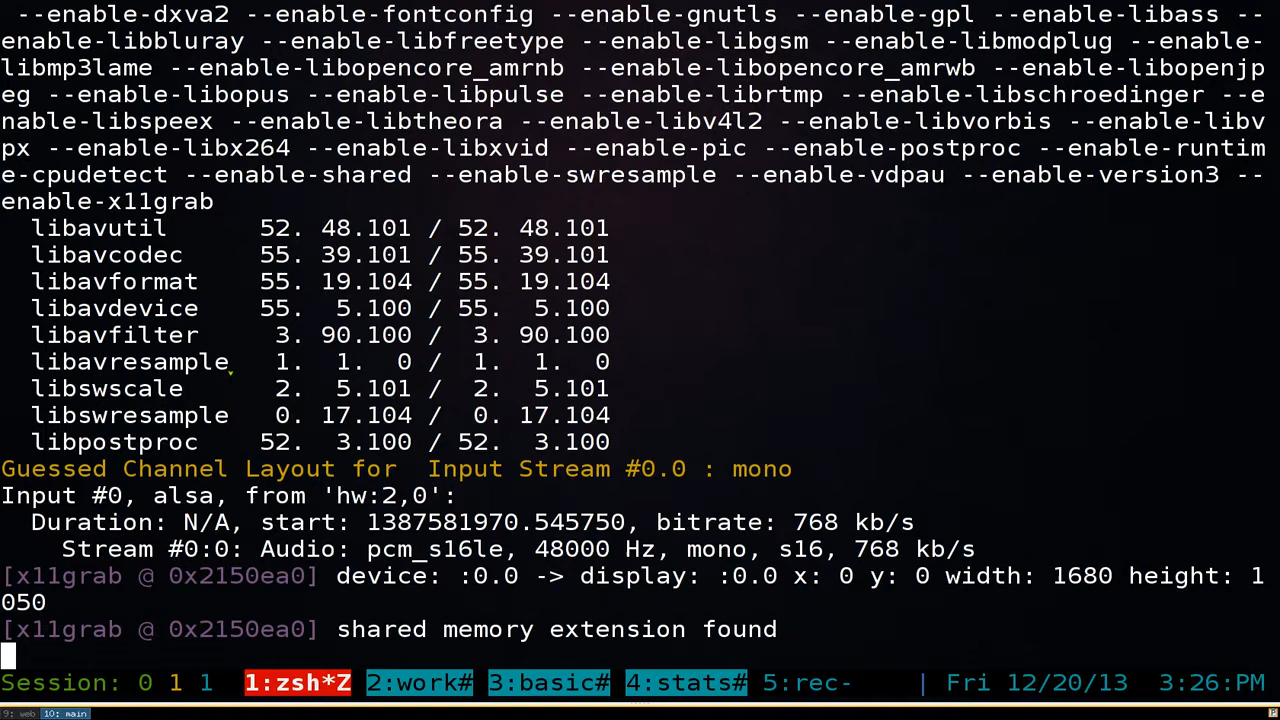 --enable-dxva2 --enable-fontconfig --enable-gnutls --enable-gpl --enable-libass --
enable-libbluray --enable-libfreetype --enable-libgsm --enable-libmodplug --enable-
libmp3lame --enable-libopencore_amrnb --enable-libopencore_amrwb --enable-libopenjp
eg --enable-libopus --enable-libpulse --enable-librtmp --enable-libschroedinger --e
nable-libspeex --enable-libtheora --enable-libv4l2 --enable-libvorbis --enable-libv
px --enable-libx264 --enable-libxvid --enable-pic --enable-postproc --enable-runtim
e-cpudetect --enable-shared --enable-swresample --enable-vdpau --enable-version3 --
enable-x11grab
libavutil 52. 48.101 / 52. 48.101
libavcodec 55. 39.101 / 55. 39.101
libavformat 55. 19.104 / 55. 19.104
libavdevice 55. 5.100 / 55. 5.100
libavfilter 3. 90.100 / 3. 90.100
libavresample 1. 1. 0 / 1. 1. 0
libswscale 2. 5.101 / 2. 5.101
libswresample 0. 17.104 / 0. 17.104
libpostproc 52. 3.100 / 52. 3.100
Guessed Channel Layout for Input Stream #0.0 : mono
Input #0, alsa, from 'hw:2,0':
Duration: N/A, start: 1387581970.545750, bitrate: 768 kb/s
Stream #0:0: Audio: pcm_s16le, 48000 Hz, mono, s16, 768 kb/s
[x11grab @ 0x2150ea0] device: :0.0 -> display: :0.0 x: 0 y: 0 width: 1680 height: 1
050
[x11grab @ 0x2150ea0] shared memory extension found
Session: 0 1 1 1:zsh*Z 2:work# 3:basic# 4:stats# 5:rec- | Fri 12/20/13 3:26:PM
9: web 10: main